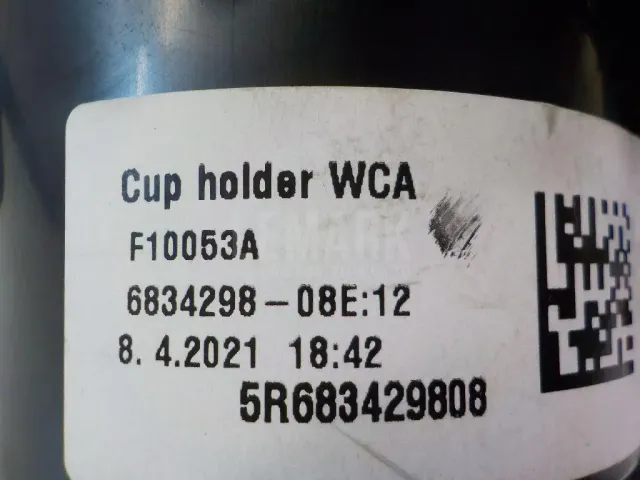 Cup holder WCA
F10053A
6834298-08E:12
8. 4.2021 18:42
5R683429808